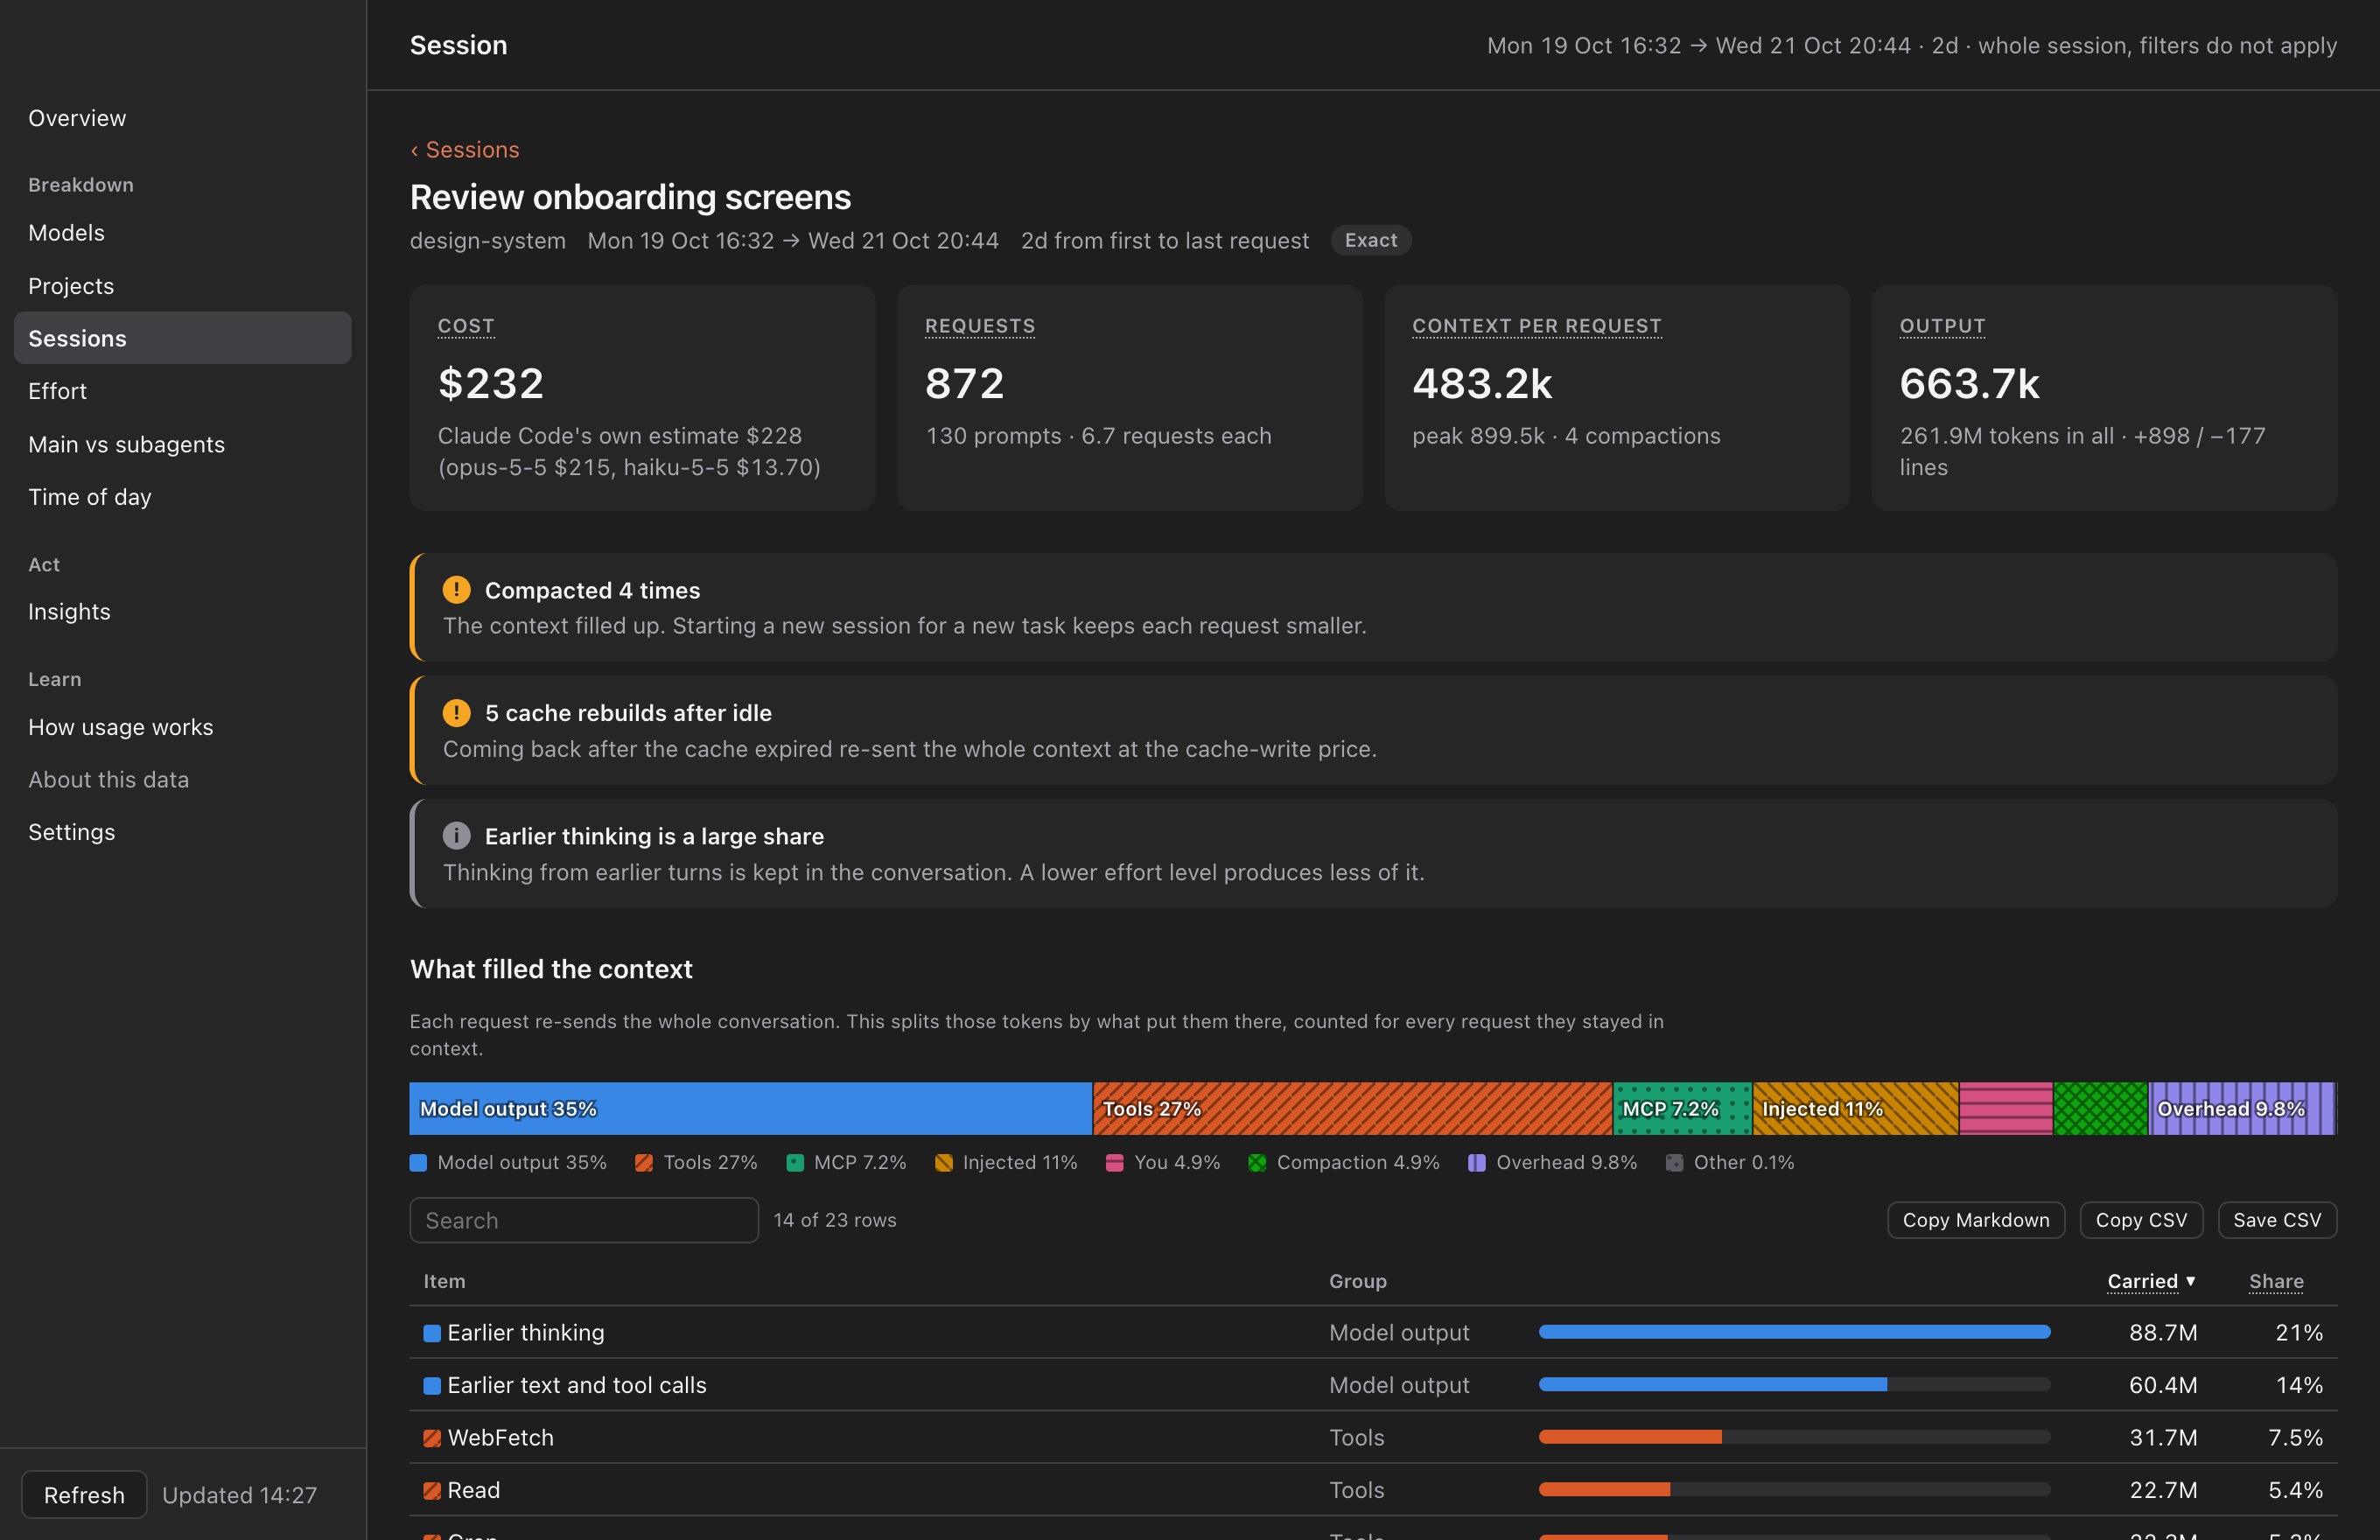 Session
Mon 19 Oct 16:32 → Wed 21 Oct 20:44 · 2d · whole session, filters do not apply
Overview
Breakdown
Models
Projects
Sessions
Effort
Main vs subagents
Time of day
Act
Insights
Learn
How usage works
About this data
Settings
Refresh
Updated 14:27
‹ Sessions
Review onboarding screens
design-system Mon 19 Oct 16:32 → Wed 21 Oct 20:44 2d from first to last request Exact
COST
$232
Claude Code's own estimate $228
(opus-5-5 $215, haiku-5-5 $13.70)
REQUESTS
872
130 prompts · 6.7 requests each
CONTEXT PER REQUEST
483.2k
peak 899.5k · 4 compactions
OUTPUT
663.7k
261.9M tokens in all · +898 / −177
lines
! Compacted 4 times
The context filled up. Starting a new session for a new task keeps each request smaller.
! 5 cache rebuilds after idle
Coming back after the cache expired re-sent the whole context at the cache-write price.
i Earlier thinking is a large share
Thinking from earlier turns is kept in the conversation. A lower effort level produces less of it.
What filled the context
Each request re-sends the whole conversation. This splits those tokens by what put them there, counted for every request they stayed in
context.
Model output 35% Tools 27% MCP 7.2% Injected 11% Overhead 9.8%
Model output 35% Tools 27% MCP 7.2% Injected 11% You 4.9% Compaction 4.9% Overhead 9.8% Other 0.1%
Search 14 of 23 rows Copy Markdown Copy CSV Save CSV
Item Group Carried ▼ Share
Earlier thinking Model output 88.7M 21%
Earlier text and tool calls Model output 60.4M 14%
WebFetch Tools 31.7M 7.5%
Read Tools 22.7M 5.4%
Tools